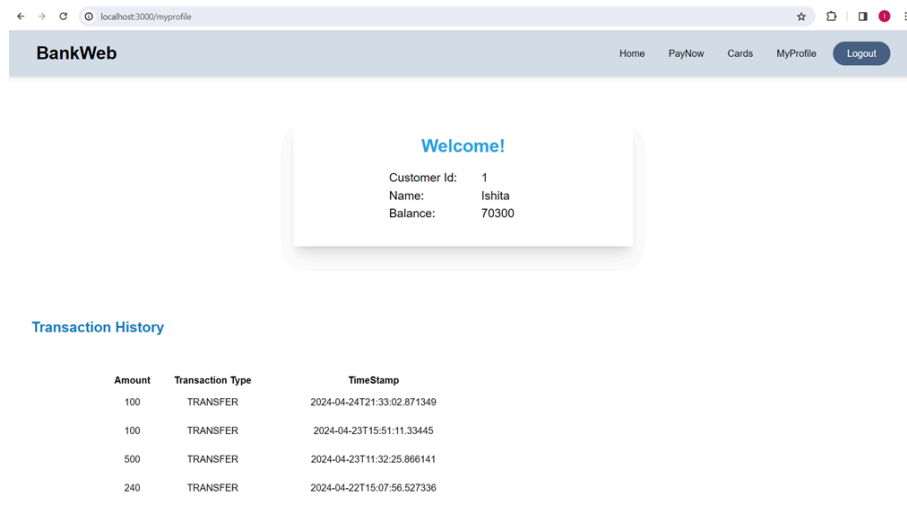 localhost:3000/myprofile
BankWeb Home PayNow Cards MyProfile Logout
Welcome!
Customer Id: 1
Name: Ishita
Balance: 70300
Transaction History
Amount Transaction Type TimeStamp
100 TRANSFER 2024-04-24T21:33:02.871349
100 TRANSFER 2024-04-23T15:51:11.33445
500 TRANSFER 2024-04-23T11:32:25.866141
240 TRANSFER 2024-04-22T15:07:56.527336